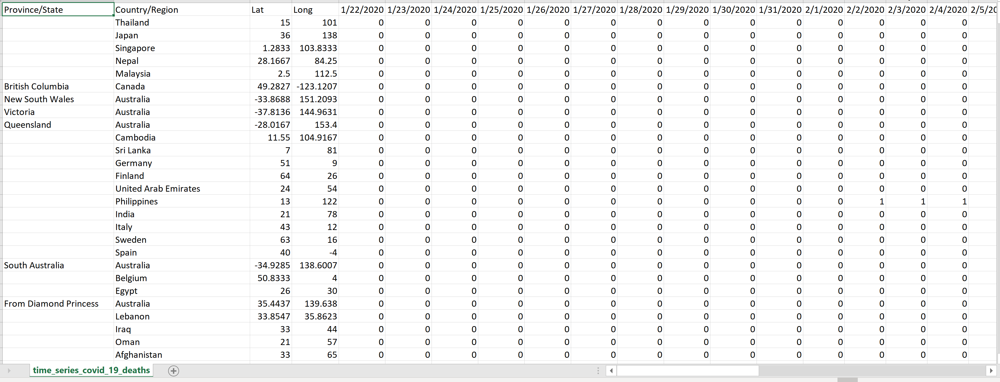 Province/State Country/Region Lat Long 1/22/2020 1/23/2020 1/24/2020 1/25/2020 1/26/2020 1/27/2020 1/28/2020 1/29/2020 1/30/2020 1/31/2020 2/1/2020 2/2/2020 2/3/2020 2/4/2020 2/5/20
Thailand 15 101 0 0 0 0 0 0 0 0 0 0 0 0 0 0
Japan 36 138 0 0 0 0 0 0 0 0 0 0 0 0 0 0
Singapore 1.2833 103.8333 0 0 0 0 0 0 0 0 0 0 0 0 0 0
Nepal 28.1667 84.25 0 0 0 0 0 0 0 0 0 0 0 0 0 0
Malaysia 2.5 112.5 0 0 0 0 0 0 0 0 0 0 0 0 0 0
British Columbia Canada 49.2827 -123.1207 0 0 0 0 0 0 0 0 0 0 0 0 0 0
New South Wales Australia -33.8688 151.2093 0 0 0 0 0 0 0 0 0 0 0 0 0 0
Victoria Australia -37.8136 144.9631 0 0 0 0 0 0 0 0 0 0 0 0 0 0
Queensland Australia -28.0167 153.4 0 0 0 0 0 0 0 0 0 0 0 0 0 0
Cambodia 11.55 104.9167 0 0 0 0 0 0 0 0 0 0 0 0 0 0
Sri Lanka 7 81 0 0 0 0 0 0 0 0 0 0 0 0 0 0
Germany 51 9 0 0 0 0 0 0 0 0 0 0 0 0 0 0
Finland 64 26 0 0 0 0 0 0 0 0 0 0 0 0 0 0
United Arab Emirates 24 54 0 0 0 0 0 0 0 0 0 0 0 0 0 0
Philippines 13 122 0 0 0 0 0 0 0 0 0 0 0 1 1 1
India 21 78 0 0 0 0 0 0 0 0 0 0 0 0 0 0
Italy 43 12 0 0 0 0 0 0 0 0 0 0 0 0 0 0
Sweden 63 16 0 0 0 0 0 0 0 0 0 0 0 0 0 0
Spain 40 -4 0 0 0 0 0 0 0 0 0 0 0 0 0 0
South Australia Australia -34.9285 138.6007 0 0 0 0 0 0 0 0 0 0 0 0 0 0
Belgium 50.8333 4 0 0 0 0 0 0 0 0 0 0 0 0 0 0
Egypt 26 30 0 0 0 0 0 0 0 0 0 0 0 0 0 0
From Diamond Princess Australia 35.4437 139.638 0 0 0 0 0 0 0 0 0 0 0 0 0 0
Lebanon 33.8547 35.8623 0 0 0 0 0 0 0 0 0 0 0 0 0 0
Iraq 33 44 0 0 0 0 0 0 0 0 0 0 0 0 0 0
Oman 21 57 0 0 0 0 0 0 0 0 0 0 0 0 0 0
Afghanistan 33 65 0 0 0 0 0 0 0 0 0 0 0 0 0 0
time_series_covid_19_deaths